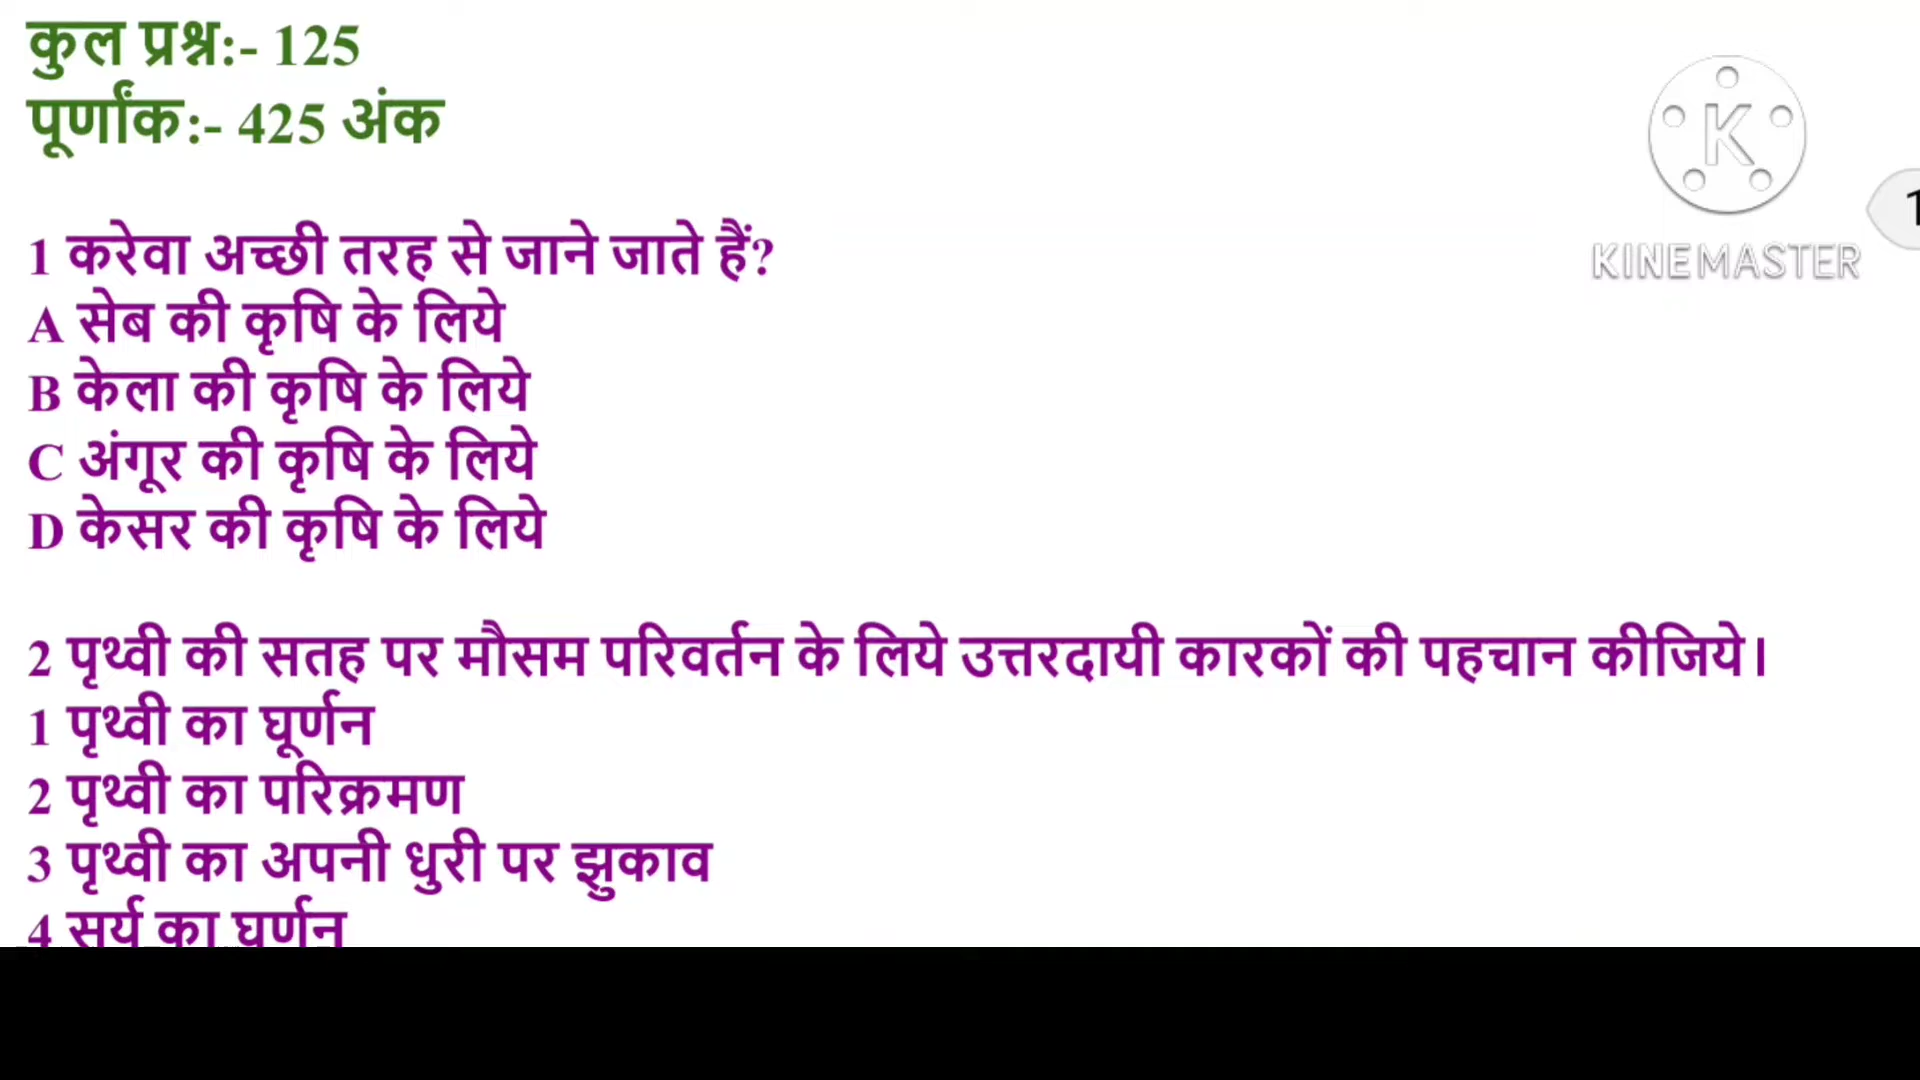 कुल प्रश्न:- 125
पूर्णांक:- 425 अंक
1 करेवा अच्छी तरह से जाने जाते हैं?
A सेब की कृषि के लिये
B केला की कृषि के लिये
C अंगूर की कृषि के लिये
D केसर की कृषि के लिये
2 पृथ्वी की सतह पर मौसम परिवर्तन के लिये उत्तरदायी कारकों की पहचान कीजिये।
1 पृथ्वी का घूर्णन
2 पृथ्वी का परिक्रमण
3 पृथ्वी का अपनी धुरी पर झुकाव
4 सूर्य का घूर्णन
K
KINEMASTER
1